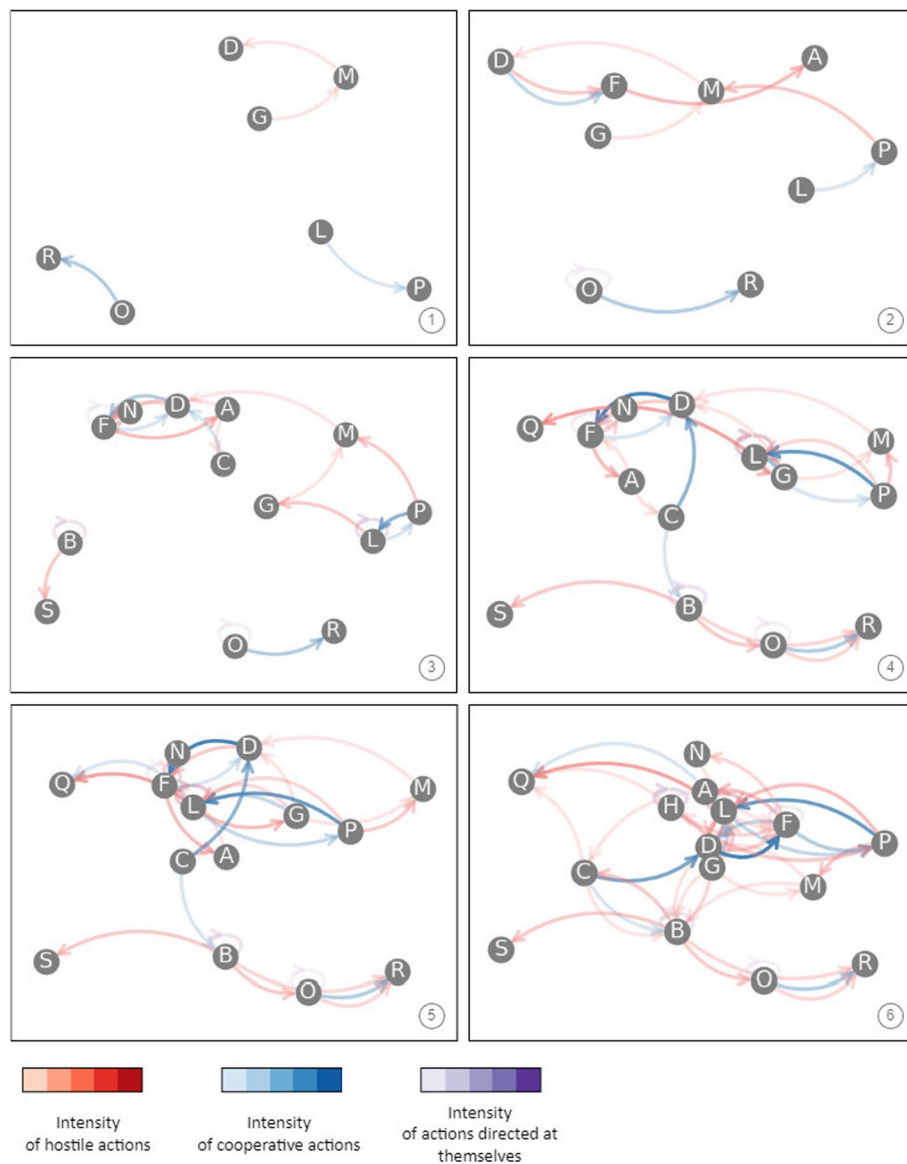 D
M
G
L
R
P
O
1
D
A
F
M
G
P
L
O
R
2
N
D
A
F
M
C
G
P
L
B
S
R
O
3
D
N
Q
F
M
L
G
A
P
C
B
S
R
O
4
N
D
Q
F
M
L
G
P
C
A
B
S
R
O
5
N
Q
A
H
L
F
D
P
G
C
M
B
S
R
O
6
Intensity
of hostile actions
Intensity
of cooperative actions
Intensity
of actions directed at
themselves